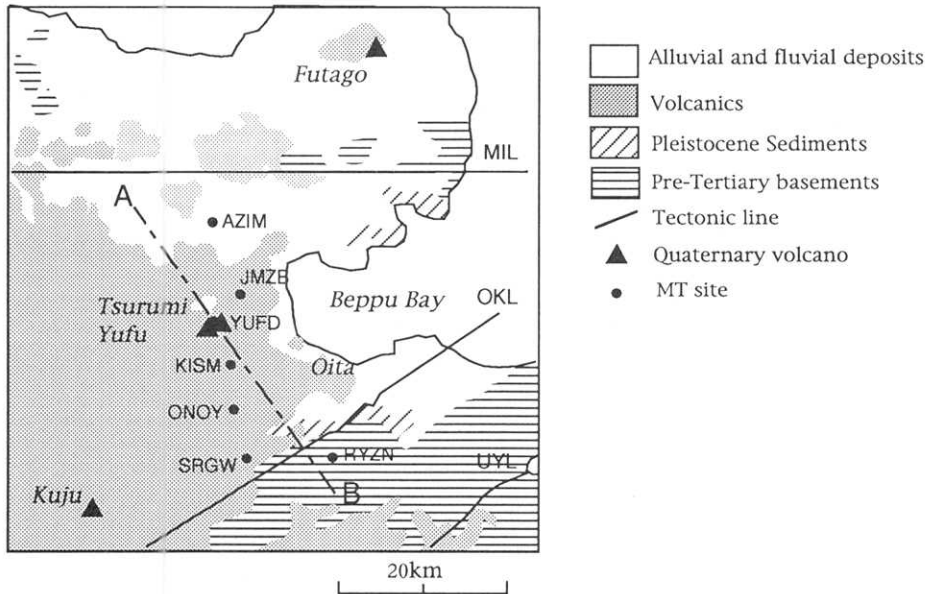 Futago
MIL
A
AZIM
JMZB
Beppu Bay
OKL
Tsurumi
Yufu
YUFD
KISM
Oita
ONOY
SRGW
RYZN
UYL
Kuju
B
20km
Alluvial and fluvial deposits
Volcanics
Pleistocene Sediments
Pre-Tertiary basements
Tectonic line
Quaternary volcano
MT site